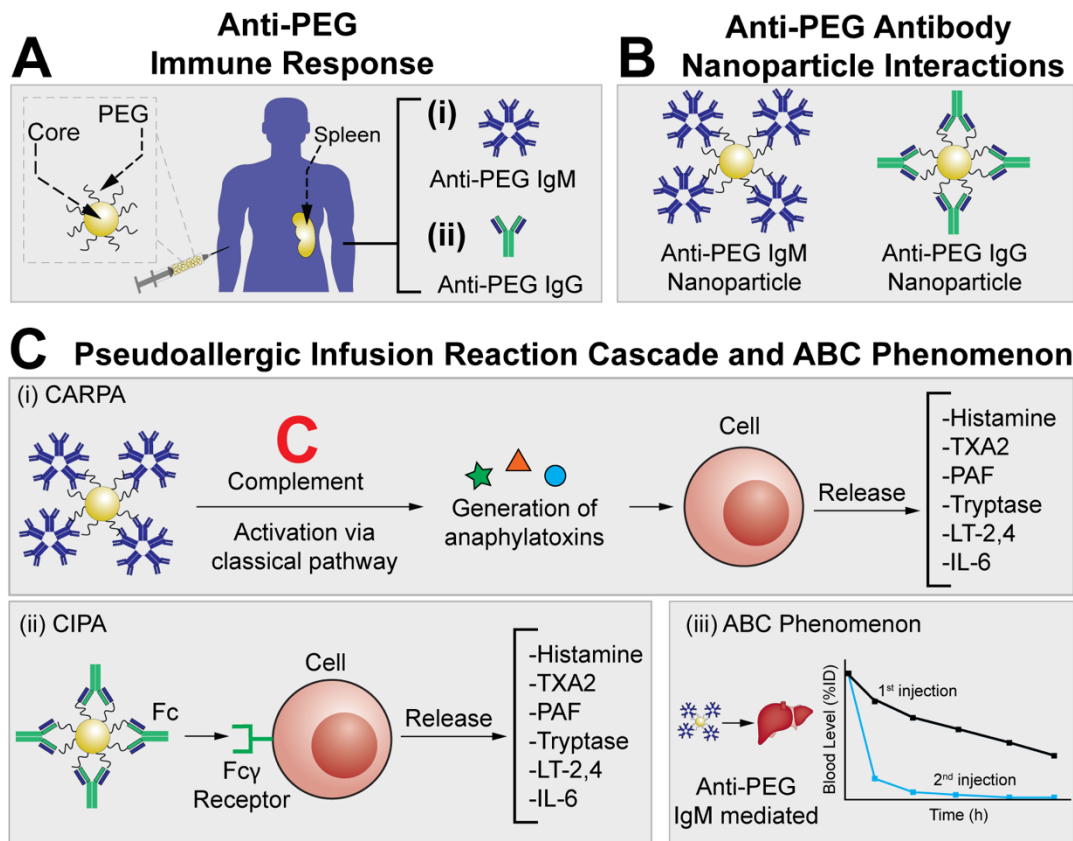 A
Anti-PEG
Immune Response
Core
PEG
Spleen
(i)
Anti-PEG IgM
(ii)
Anti-PEG IgG
B
Anti-PEG Antibody
Nanoparticle Interactions
Anti-PEG IgM
Nanoparticle
Anti-PEG IgG
Nanoparticle
C Pseudoallergic Infusion Reaction Cascade and ABC Phenomenon
(i) CARPA
C
Complement
Activation via
classical pathway
Generation of
anaphylatoxins
Cell
Release
-Histamine
-TXA2
-PAF
-Tryptase
-LT-2,4
-IL-6
(ii) CIPA
Fc
Fcγ
Receptor
Cell
Release
-Histamine
-TXA2
-PAF
-Tryptase
-LT-2,4
-IL-6
(iii) ABC Phenomenon
Anti-PEG
IgM mediated
Blood Level (%ID)
1st injection
2nd injection
Time (h)